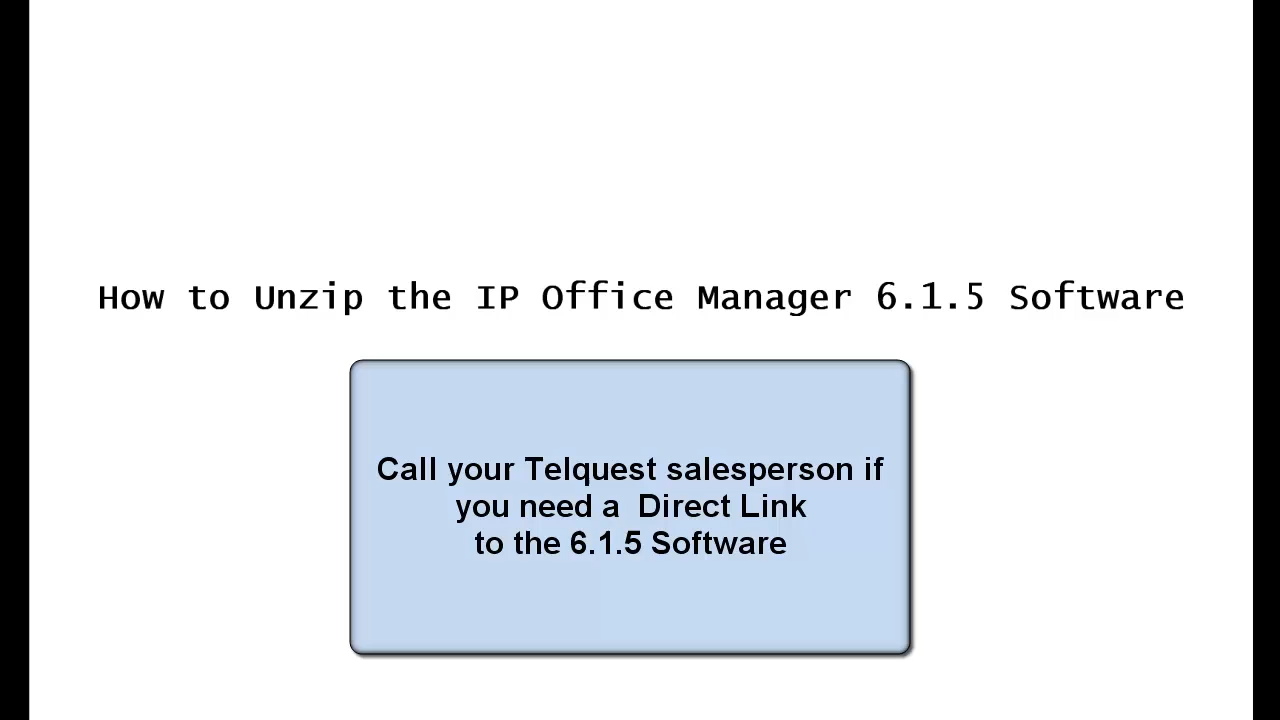 How to Unzip the IP Office Manager 6.1.5 Software
Call your Telquest salesperson if
you need a  Direct Link
to the 6.1.5 Software